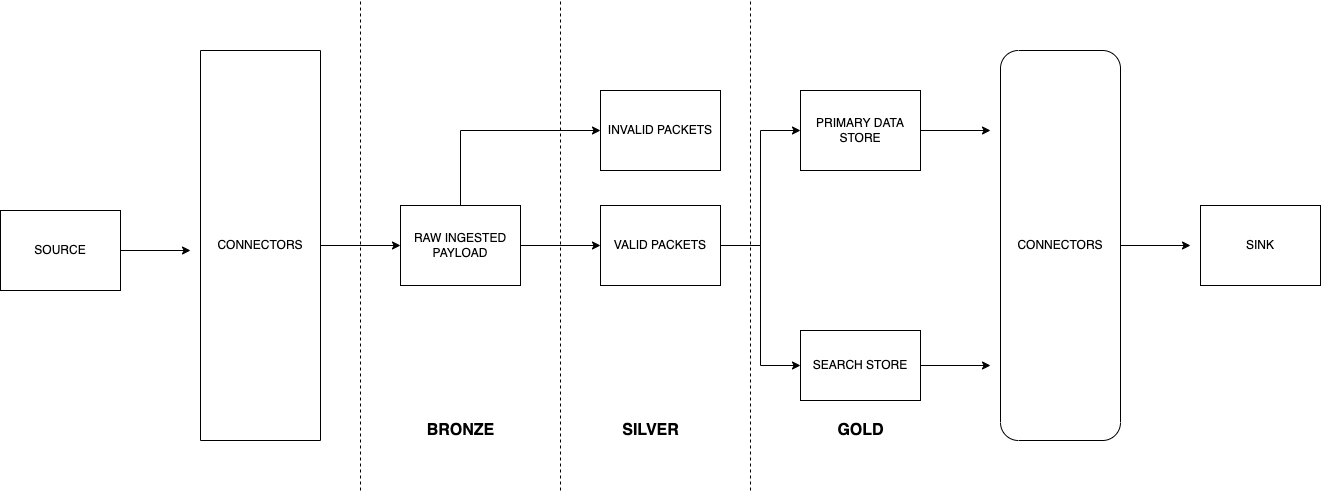 SOURCE
CONNECTORS
RAW INGESTED
PAYLOAD
INVALID PACKETS
VALID PACKETS
PRIMARY DATA
STORE
SEARCH STORE
CONNECTORS
SINK
BRONZE
SILVER
GOLD